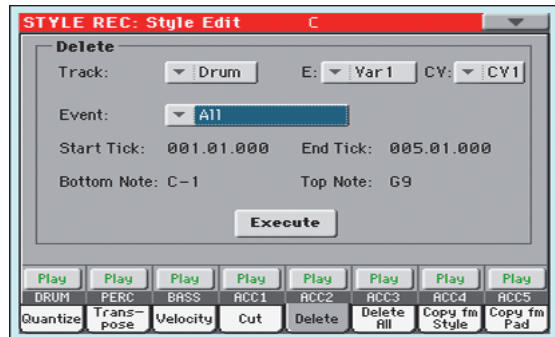 STYLE REC: Style Edit C
Delete
Track: Drum E: Var1 CV: CV1
Event: All
Start Tick: 001.01.000 End Tick: 005.01.000
Bottom Note: C-1 Top Note: G9
Execute
Play Play Play Play Play Play Play Play
DRUM PERC BASS ACC1 ACC2 ACC3 ACC4 ACC5
Quantize Trans-pose Velocity Cut Delete Delete All Copy fm Style Copy fm Pad